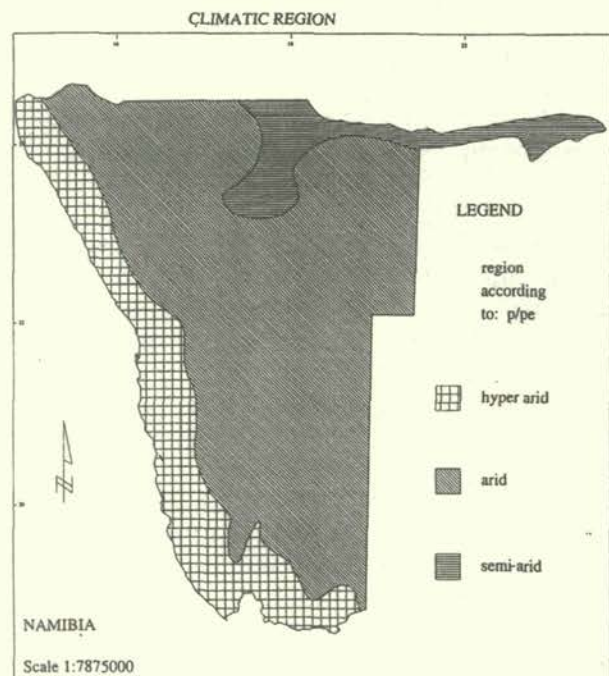 CLIMATIC REGION
LEGEND
region
according
to: p/pe
hyper arid
arid
semi-arid
NAMIBIA
Scale 1:7875000